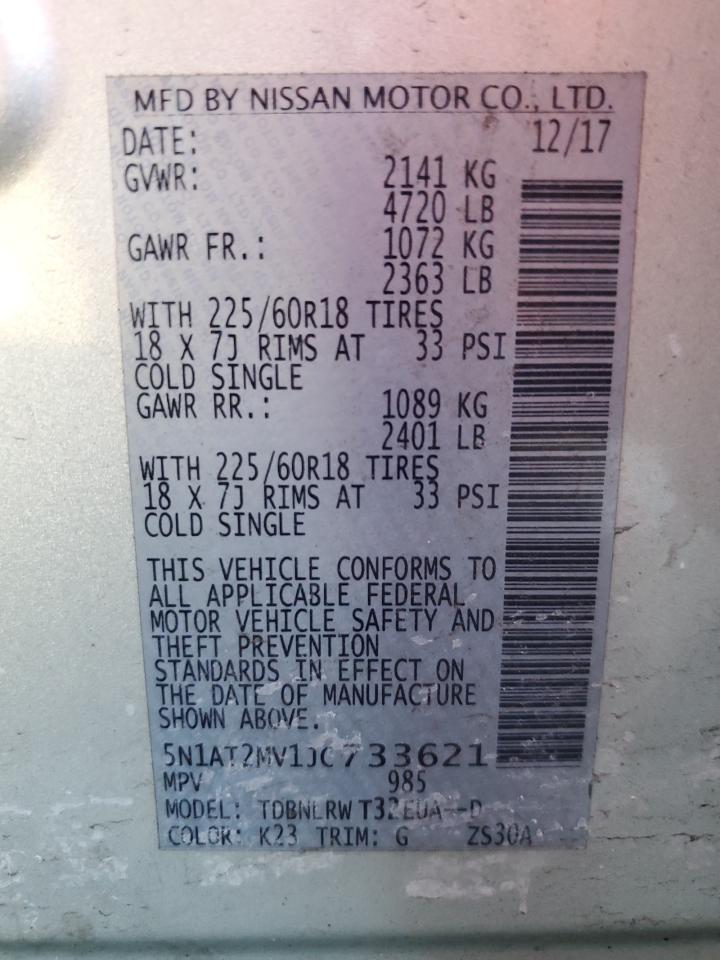 MFD BY NISSAN MOTOR CO., LTD.
DATE: 12/17
GVWR: 2141 KG
4720 LB
GAWR FR.: 1072 KG
2363 LB
WITH 225/60R18 TIRES
18 X 7J RIMS AT 33 PSI
COLD SINGLE
GAWR RR.: 1089 KG
2401 LB
WITH 225/60R18 TIRES
18 X 7J RIMS AT 33 PSI
COLD SINGLE
THIS VEHICLE CONFORMS TO
ALL APPLICABLE FEDERAL
MOTOR VEHICLE SAFETY AND
THEFT PREVENTION
STANDARDS IN EFFECT ON
THE DATE OF MANUFACTURE
SHOWN ABOVE.
5N1AT2MV1JC733621
MPV 985
MODEL: TDBNLRW T32EUA--D
COLOR: K23 TRIM: G ZS30A